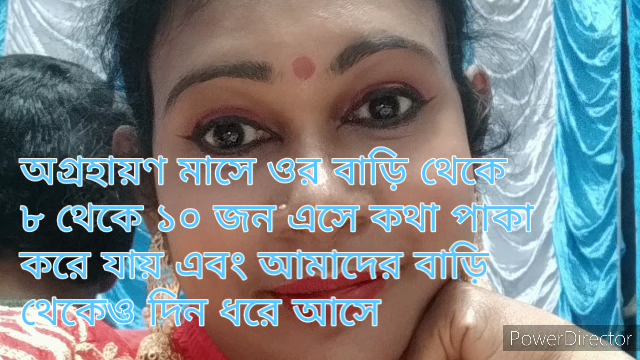 অগ্রহায়ণ মাসে ওর বাড়ি থেকে
৮ থেকে ১০ জন এসে কথা পাকা
করে যায় এবং আমাদের বাড়ি
থেকেও দিন ধরে আসে
PowerDirector